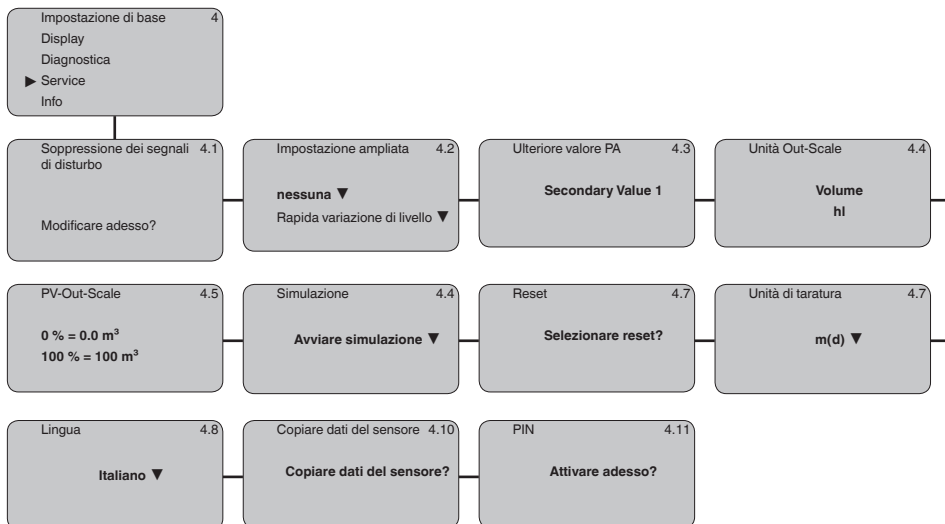 Impostazione di base 4
Display
Diagnostica
▶ Service
Info
Soppressione dei segnali 4.1
di disturbo
Modificare adesso?
Impostazione ampliata 4.2
nessuna ▼
Rapida variazione di livello ▼
Ulteriore valore PA 4.3
Secondary Value 1
Unità Out-Scale 4.4
Volume
hl
PV-Out-Scale 4.5
0 % = 0.0 m³
100 % = 100 m³
Simulazione 4.4
Avviare simulazione ▼
Reset 4.7
Selezionare reset?
Unità di taratura 4.7
m(d) ▼
Lingua 4.8
Italiano ▼
Copiare dati del sensore 4.10
Copiare dati del sensore?
PIN 4.11
Attivare adesso?